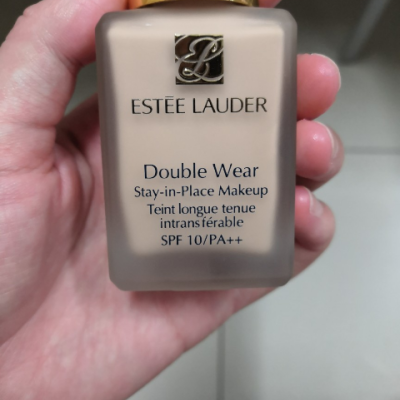 ESTĒE LAUDER
Double Wear
Stay-in-Place Makeup
Teint longue tenue
intransférable
SPF 10/PA++